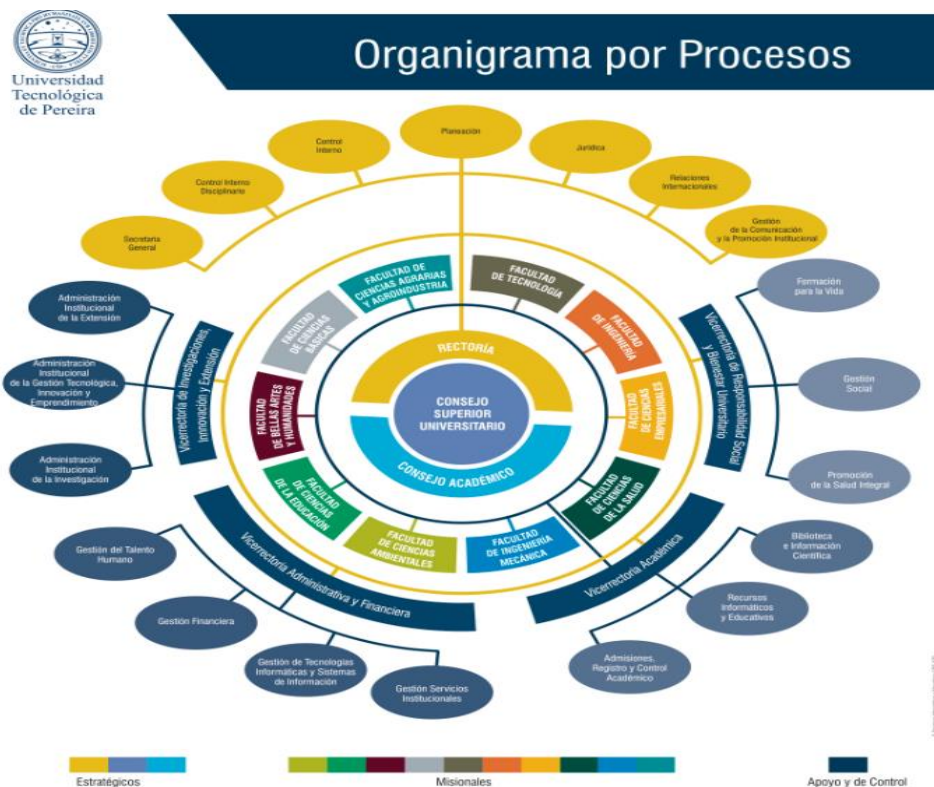 Universidad
Tecnológica
de Pereira
Organigrama por Procesos
Planeación
Control
Interno
Jurídica
Control Interno
Disciplinario
Relaciones
Internacionales
Secretaria
General
Gestión
de la Comunicación
y la Promoción Institucional
FACULTAD DE
CIENCIAS AGRARIAS
Y AGROINDUSTRIA
FACULTAD
DE TECNOLOGÍA
FACULTAD
DE CIENCIAS
BÁSICAS
FACULTAD
DE INGENIERÍA
FACULTAD
DE BELLAS ARTES
Y HUMANIDADES
FACULTAD
DE CIENCIAS
EMPRESARIALES
FACULTAD
DE CIENCIAS
DE LA EDUCACIÓN
FACULTAD
DE CIENCIAS
DE LA SALUD
FACULTAD
DE CIENCIAS
AMBIENTALES
FACULTAD
DE INGENIERÍA
MECÁNICA
RECTORÍA
CONSEJO
SUPERIOR
UNIVERSITARIO
CONSEJO ACADÉMICO
Vicerrectoría de Investigaciones,
Innovación y Extensión
Administración
Institucional
de la Extensión
Administración
Institucional
de la Gestión Tecnológica,
Innovación y
Emprendimiento
Administración
Institucional
de la Investigación
Vicerrectoría de Responsabilidad Social
y Bienestar Universitario
Formación
para la Vida
Gestión
Social
Promoción
de la Salud Integral
Vicerrectoría Administrativa y Financiera
Gestión del Talento
Humano
Gestión Financiera
Gestión de Tecnologías
Informáticas y Sistemas
de Información
Gestión Servicios
Institucionales
Vicerrectoría Académica
Biblioteca
e Información
Científica
Recursos
Informáticos
y Educativos
Admisiones,
Registro y Control
Académico
Estratégicos
Misionales
Apoyo y de Control